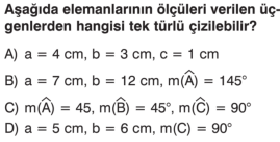 Aşağıda elemanlarının ölçüleri verilen üç-
genlerden hangisi tek türlü çizilebilir?
A) a = 4 cm, b = 3 cm, c = 1 cm
B) a = 7 cm, b = 12 cm, m(Â) = 145°
C) m(Â) = 45, m(B̂) = 45°, m(Ĉ) = 90°
D) a = 5 cm, b = 6 cm, m(C) = 90°